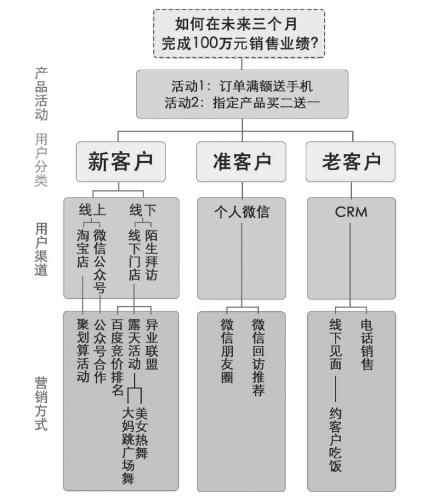 如何在未来三个月
完成100万元销售业绩?
产品活动
活动1：订单满额送手机
活动2：指定产品买二送一
用户分类
新客户
准客户
老客户
用户渠道
线上
线下
淘宝店
微信公众号
线下门店
陌生拜访
个人微信
CRM
营销方式
聚划算活动
公众号合作
百度竞价排名
露天活动
异业联盟
大妈跳广场舞
美女热舞
微信朋友圈
微信回访推荐
线下见面
约客户吃饭
电话销售